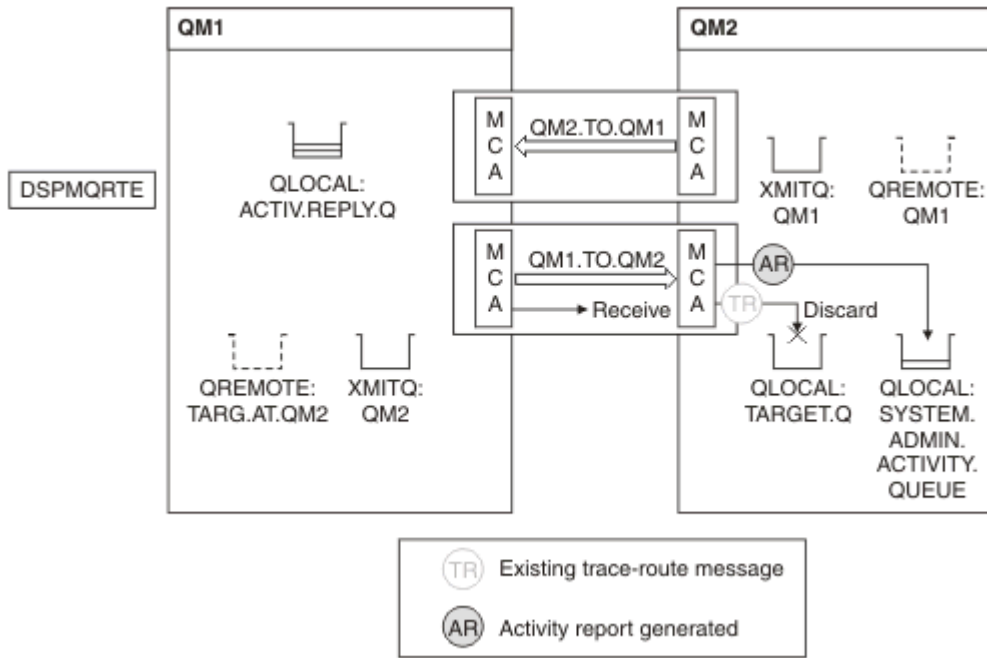 QM1
QM2
M
C
A
QM2.TO.QM1
M
C
A
DSPMQRTE
QLOCAL:
ACTIV.REPLY.Q
XMITQ:
QM1
QREMOTE:
QM1
M
C
A
QM1.TO.QM2
Receive
M
C
A
AR
TR
Discard
QREMOTE:
TARG.AT.QM2
XMITQ:
QM2
QLOCAL:
TARGET.Q
QLOCAL:
SYSTEM.
ADMIN.
ACTIVITY.
QUEUE
TR Existing trace-route message
AR Activity report generated